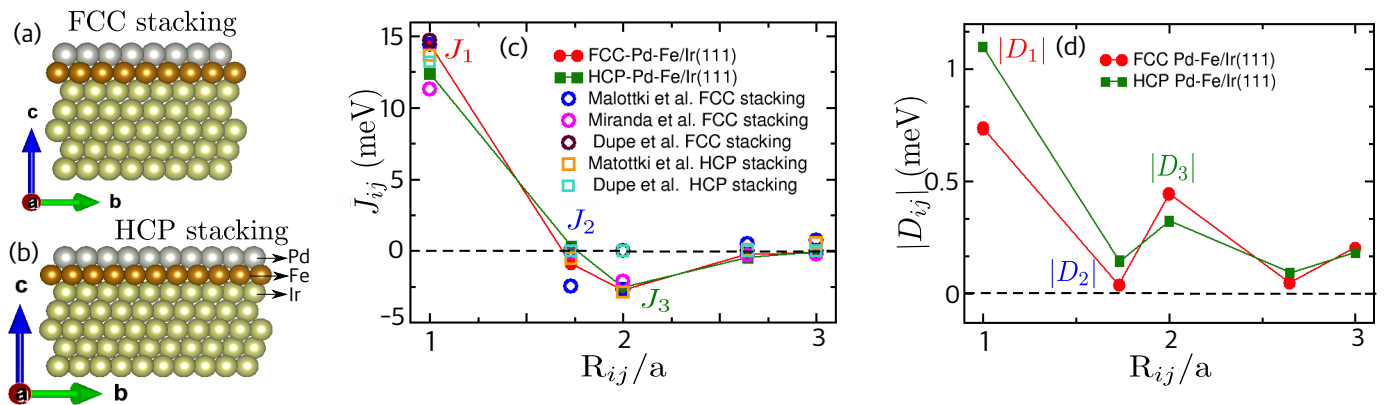 (a) FCC stacking
c
a
b
(b) HCP stacking
Pd
Fe
Ir
c
a
b
(c)
J̄ij (meV)
15
10
5
0
−5
J1
J2
J3
FCC-Pd-Fe/Ir(111)
HCP-Pd-Fe/Ir(111)
Malottki et al. FCC stacking
Miranda et al. FCC stacking
Dupe et al. FCC stacking
Matottki et al. HCP stacking
Dupe et al. HCP stacking
1 2 3
Rij/a
(d)
|Dij| (meV)
1
0.5
0
|D1|
|D2|
|D3|
FCC Pd-Fe/Ir(111)
HCP Pd-Fe/Ir(111)
1 2 3
Rij/a